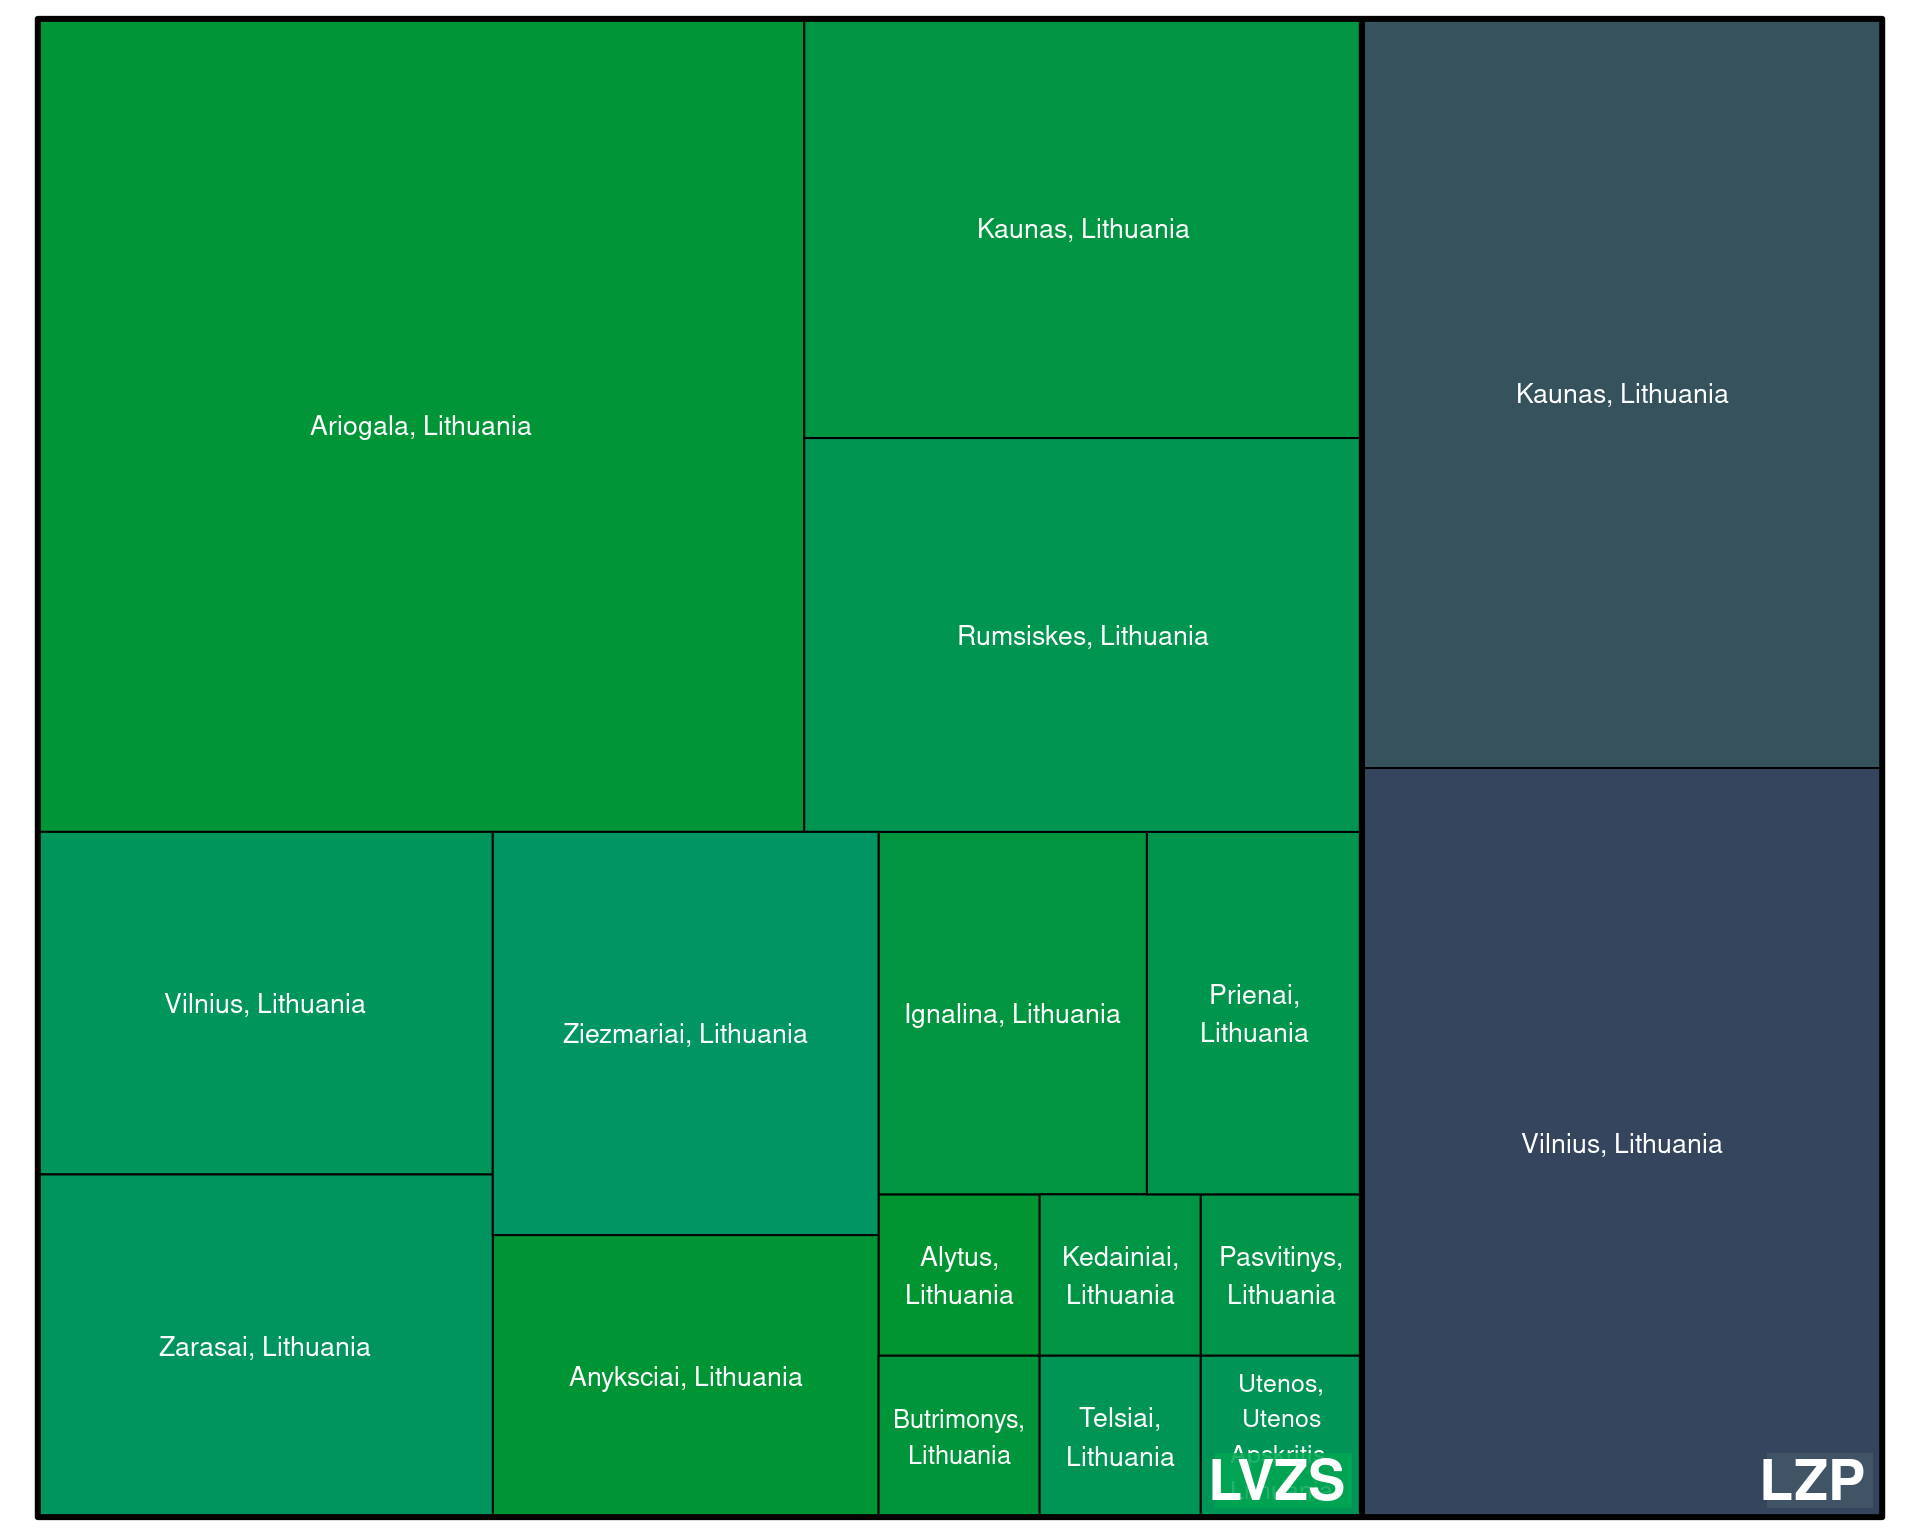 Kaunas, Lithuania
Kaunas, Lithuania
Ariogala, Lithuania
Rumsiskes, Lithuania
Vilnius, Lithuania
Ziezmariai, Lithuania
Ignalina, Lithuania
Prienai,
Lithuania
Vilnius, Lithuania
Alytus,
Lithuania
Kedainiai,
Lithuania
Pasvitinys,
Lithuania
Zarasai, Lithuania
Anyksciai, Lithuania
Butrimonys,
Lithuania
Telsiai,
Lithuania
Utenos,
Utenos
Apskritis,
LVZS
LZP